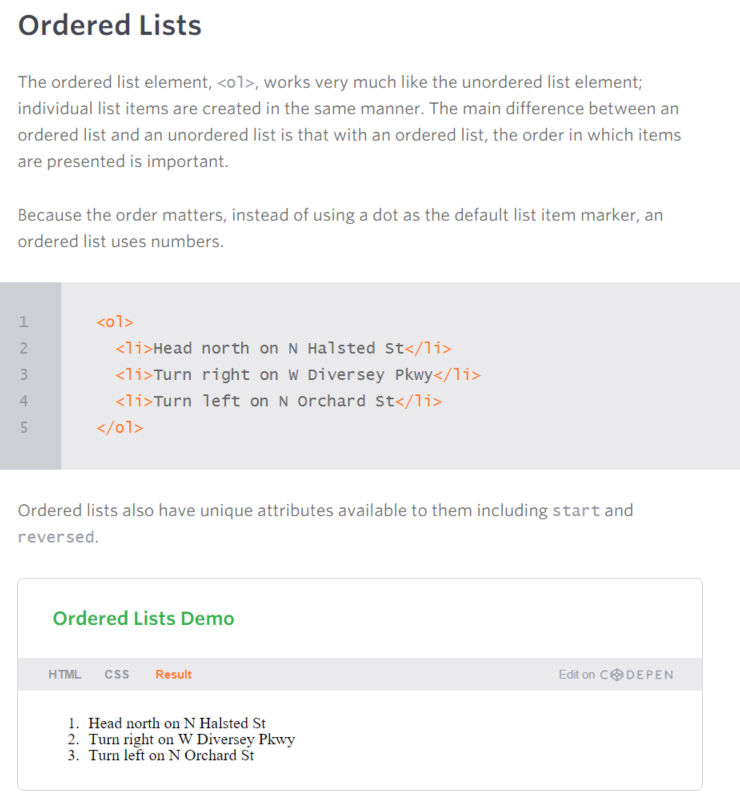 Ordered Lists
The ordered list element, <ol>, works very much like the unordered list element;
individual list items are created in the same manner. The main difference between an
ordered list and an unordered list is that with an ordered list, the order in which items
are presented is important.
Because the order matters, instead of using a dot as the default list item marker, an
ordered list uses numbers.
1 <ol>
2 <li>Head north on N Halsted St</li>
3 <li>Turn right on W Diversey Pkwy</li>
4 <li>Turn left on N Orchard St</li>
5 </ol>
Ordered lists also have unique attributes available to them including start and
reversed.
Ordered Lists Demo
HTML CSS Result Edit on CODEPEN
1. Head north on N Halsted St
2. Turn right on W Diversey Pkwy
3. Turn left on N Orchard St